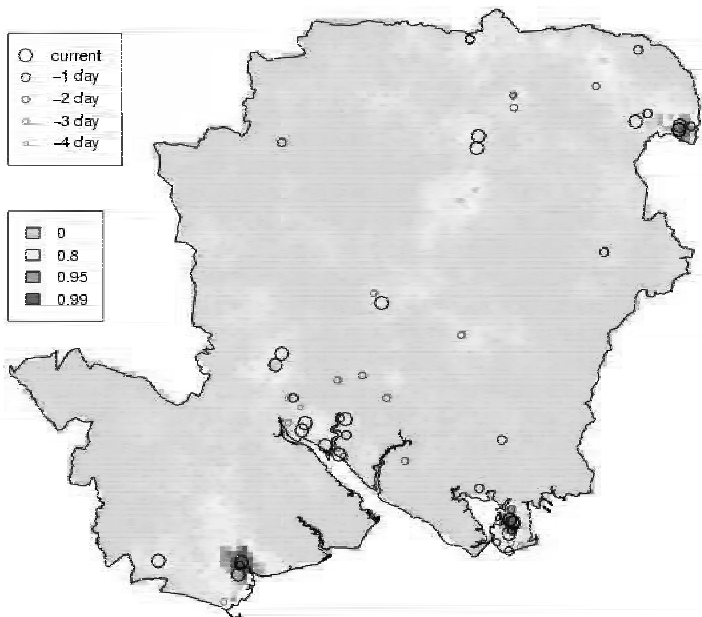 current
–1 day
–2 day
–3 day
–4 day
0
0.8
0.95
0.99